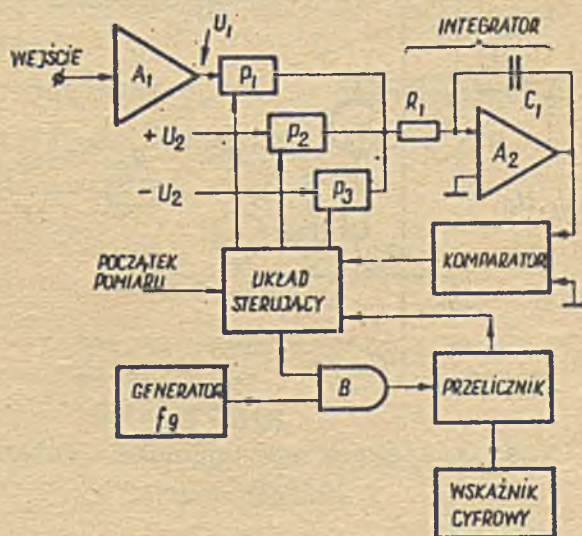 INTEGRATOR
U1
WEJŚCIE
A1
P1
R1
C1
+U2
P2
A2
-U2
P3
POCZĄTEK
POMIARU
UKŁAD
STERUJĄCY
KOMPARATOR
GENERATOR
fg
B
PRZELICZNIK
WSKAŹNIK
CYFROWY